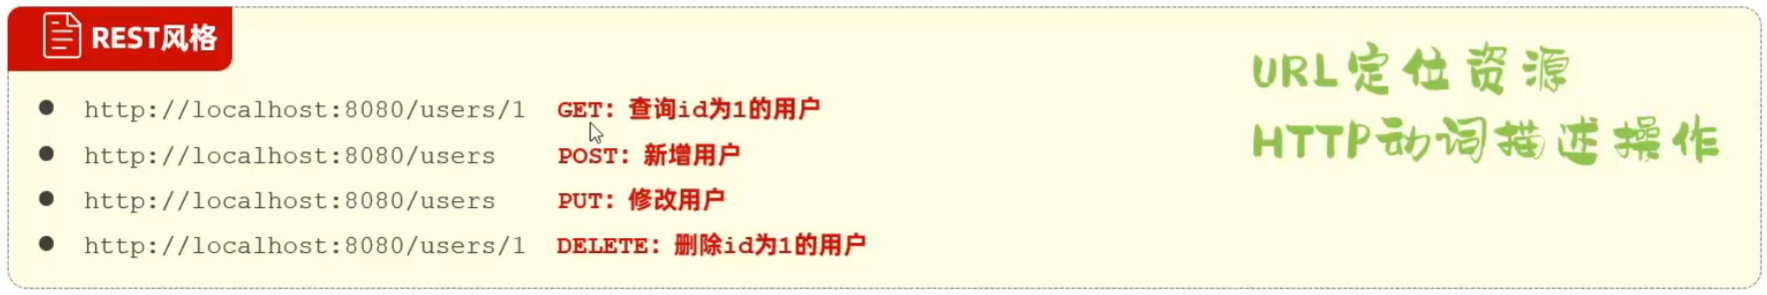 REST风格
URL定位资源
HTTP动词描述操作
http://localhost:8080/users/1 GET：查询id为1的用户
http://localhost:8080/users POST：新增用户
http://localhost:8080/users PUT：修改用户
http://localhost:8080/users/1 DELETE：删除id为1的用户